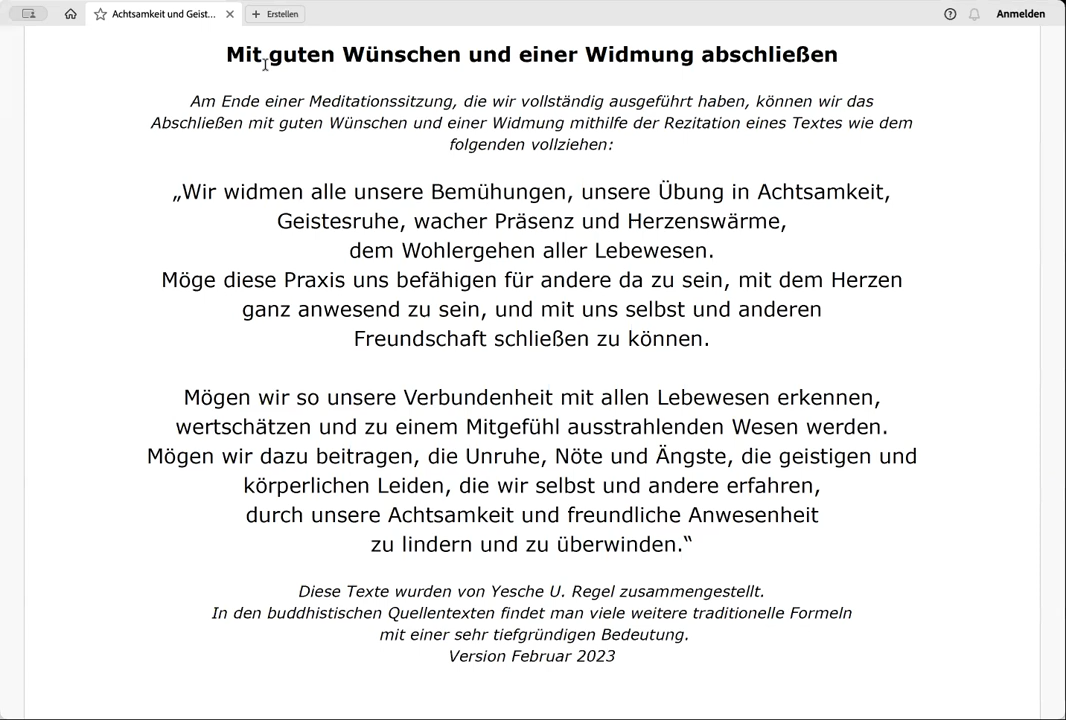 Achtsamkeit und Geist...
Erstellen
Anmelden
Mit guten Wünschen und einer Widmung abschließen
Am Ende einer Meditationssitzung, die wir vollständig ausgeführt haben, können wir das
Abschließen mit guten Wünschen und einer Widmung mithilfe der Rezitation eines Textes wie dem
folgenden vollziehen:
„Wir widmen alle unsere Bemühungen, unsere Übung in Achtsamkeit,
Geistesruhe, wacher Präsenz und Herzenswärme,
dem Wohlergehen aller Lebewesen.
Möge diese Praxis uns befähigen für andere da zu sein, mit dem Herzen
ganz anwesend zu sein, und mit uns selbst und anderen
Freundschaft schließen zu können.
Mögen wir so unsere Verbundenheit mit allen Lebewesen erkennen,
wertschätzen und zu einem Mitgefühl ausstrahlenden Wesen werden.
Mögen wir dazu beitragen, die Unruhe, Nöte und Ängste, die geistigen und
körperlichen Leiden, die wir selbst und andere erfahren,
durch unsere Achtsamkeit und freundliche Anwesenheit
zu lindern und zu überwinden.“
Diese Texte wurden von Yesche U. Regel zusammengestellt.
In den buddhistischen Quellentexten findet man viele weitere traditionelle Formeln
mit einer sehr tiefgründigen Bedeutung.
Version Februar 2023